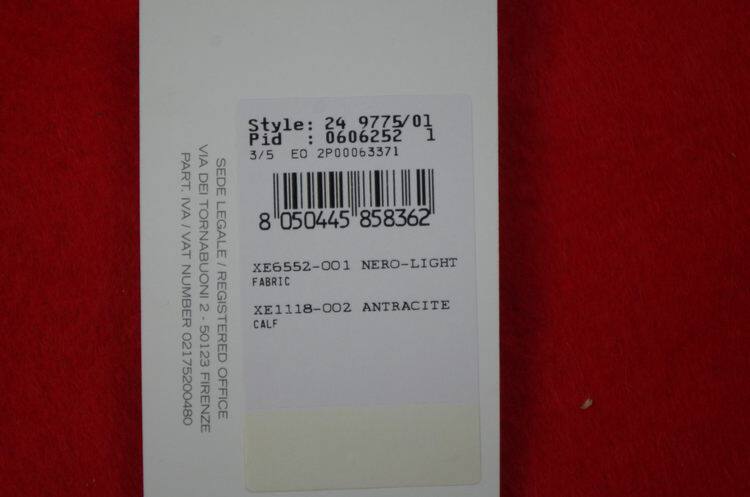 Style: 24 9775/01
Pid : 0606252 1
3/5 EO 2P00063371
8 050445 858362
XE6552-001 NERO-LIGHT
FABRIC
XE1118-002 ANTRACITE
CALF
SEDE LEGALE / REGISTERED OFFICE
VIA DEI TORNABUONI 2 - 50123 FIRENZE
PART. IVA / VAT NUMBER 02175200480